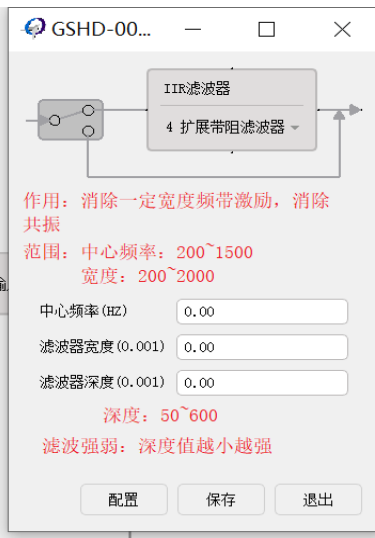 GSHD-00...
IIR滤波器
4 扩展带阻滤波器
作用：消除一定宽度频带激励，消除
共振
范围：中心频率：200~1500
宽度：200~2000
中心频率(HZ) 0.00
滤波器宽度(0.001) 0.00
滤波器深度(0.001) 0.00
深度：50~600
滤波强弱：深度值越小越强
配置 保存 退出